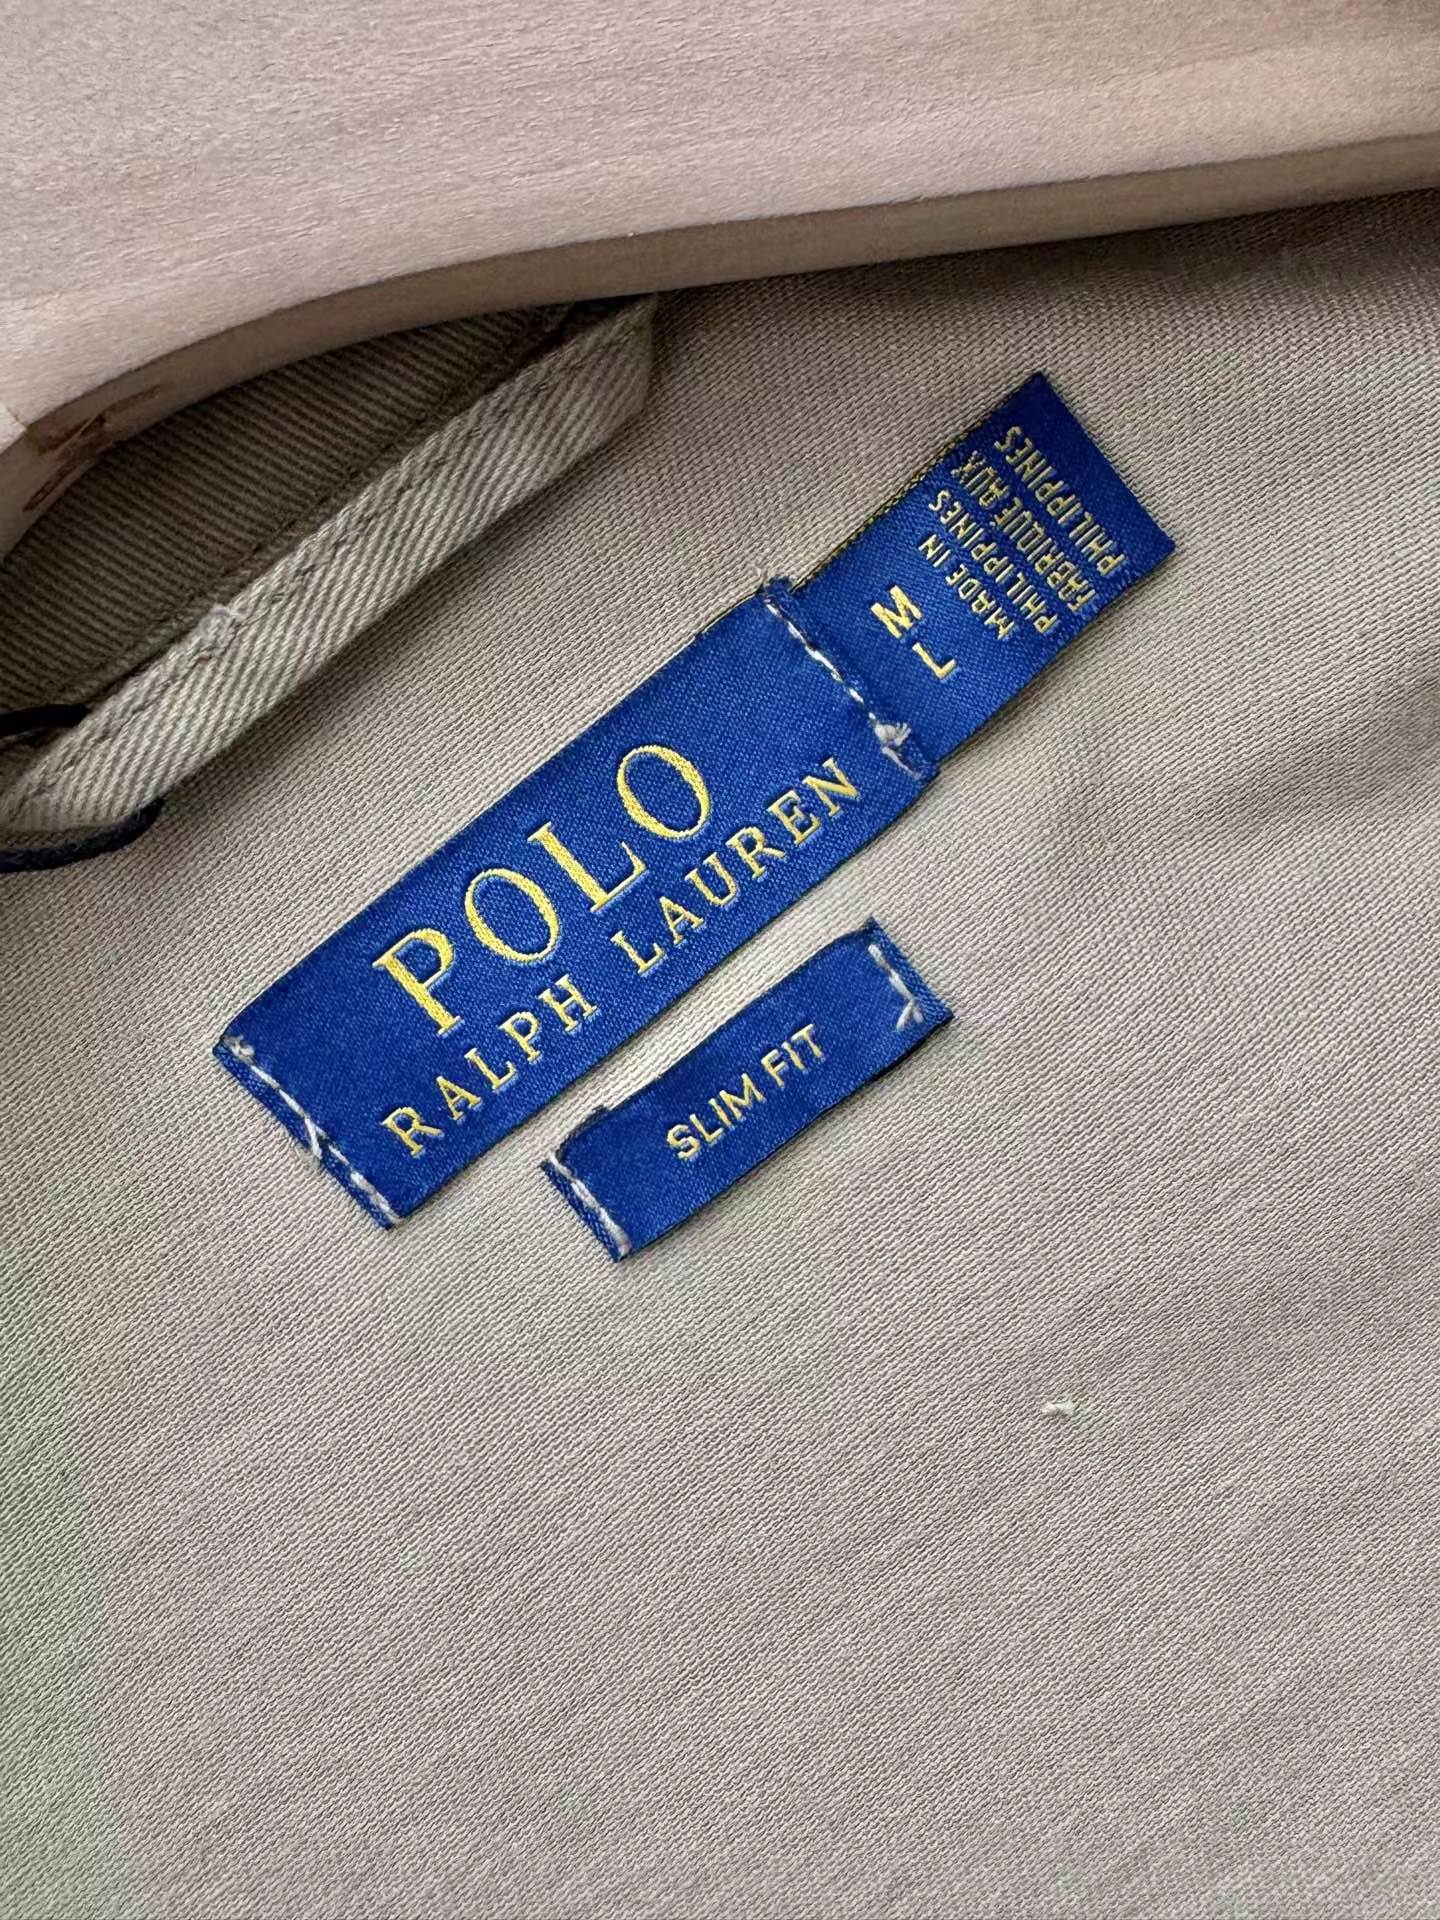 POLO
RALPH LAUREN
M
L
MADE IN
PHILIPPINES
FABRIQUE AUX
PHILIPPINES
SLIM FIT